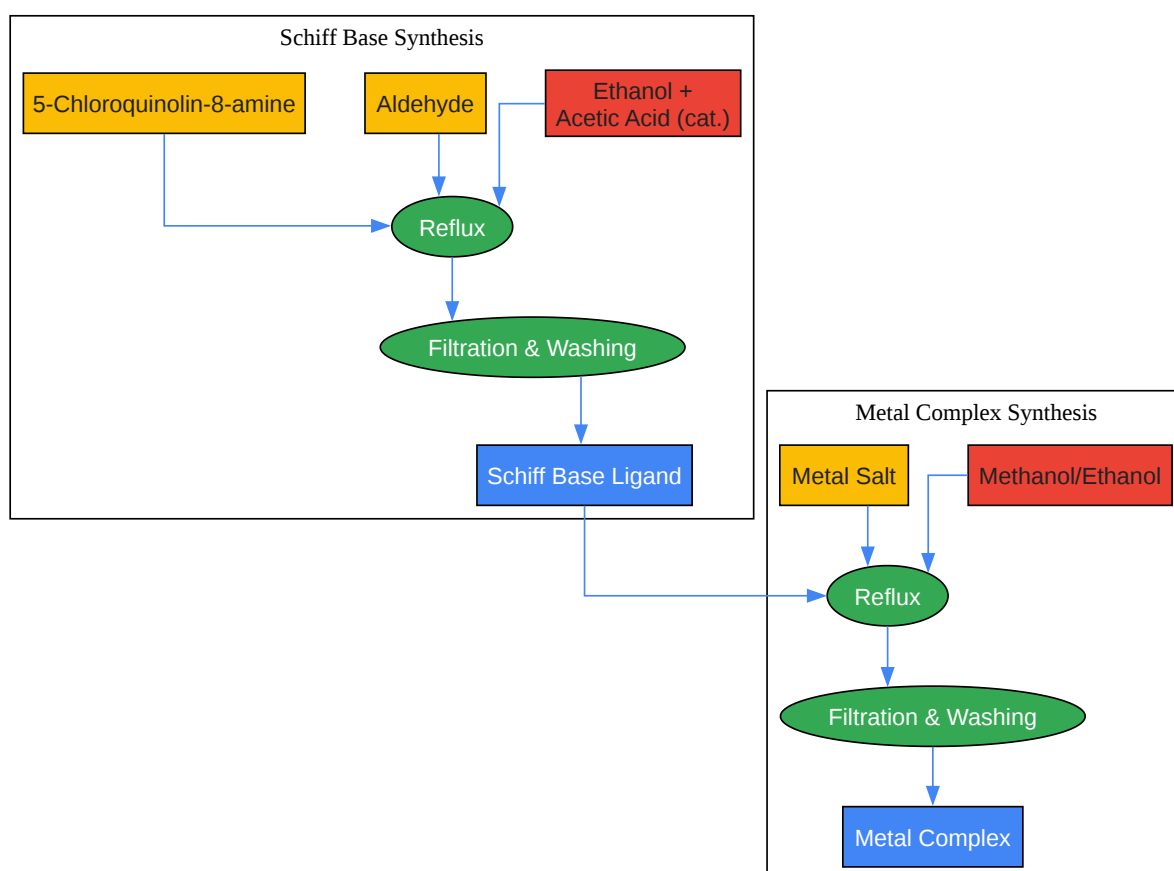 Schiff Base Synthesis
5-Chloroquinolin-8-amine
Aldehyde
Ethanol +
Acetic Acid (cat.)
Reflux
Filtration & Washing
Schiff Base Ligand
Metal Complex Synthesis
Metal Salt
Methanol/Ethanol
Reflux
Filtration & Washing
Metal Complex